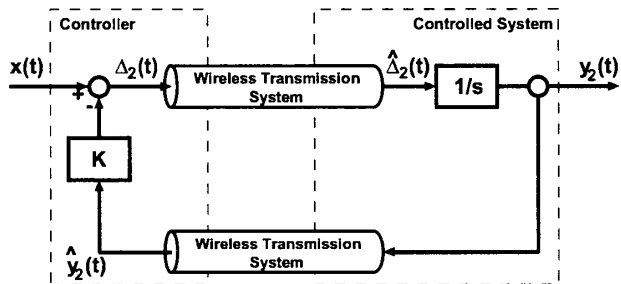 Controller
Controlled System
x(t)
+
-
Δ₂(t)
Wireless Transmission
System
Δ̂₂(t)
1/s
y₂(t)
K
ŷ₂(t)
Wireless Transmission
System